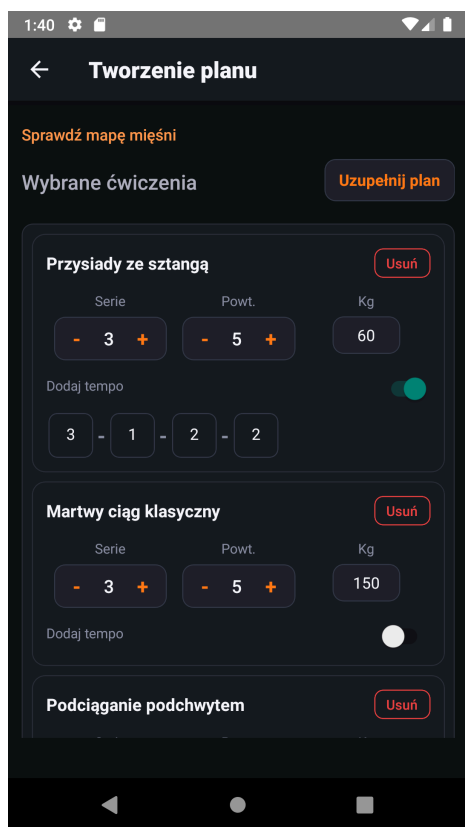 1:40
Tworzenie planu
Sprawdź mapę mięśni
Wybrane ćwiczenia
Uzupełnij plan
Przysiady ze sztangą
Usuń
Serie Powt. Kg
- 3 + - 5 + 60
Dodaj tempo
3 - 1 - 2 - 2
Martwy ciąg klasyczny
Usuń
Serie Powt. Kg
- 3 + - 5 + 150
Dodaj tempo
Podciąganie podchwytem
Usuń